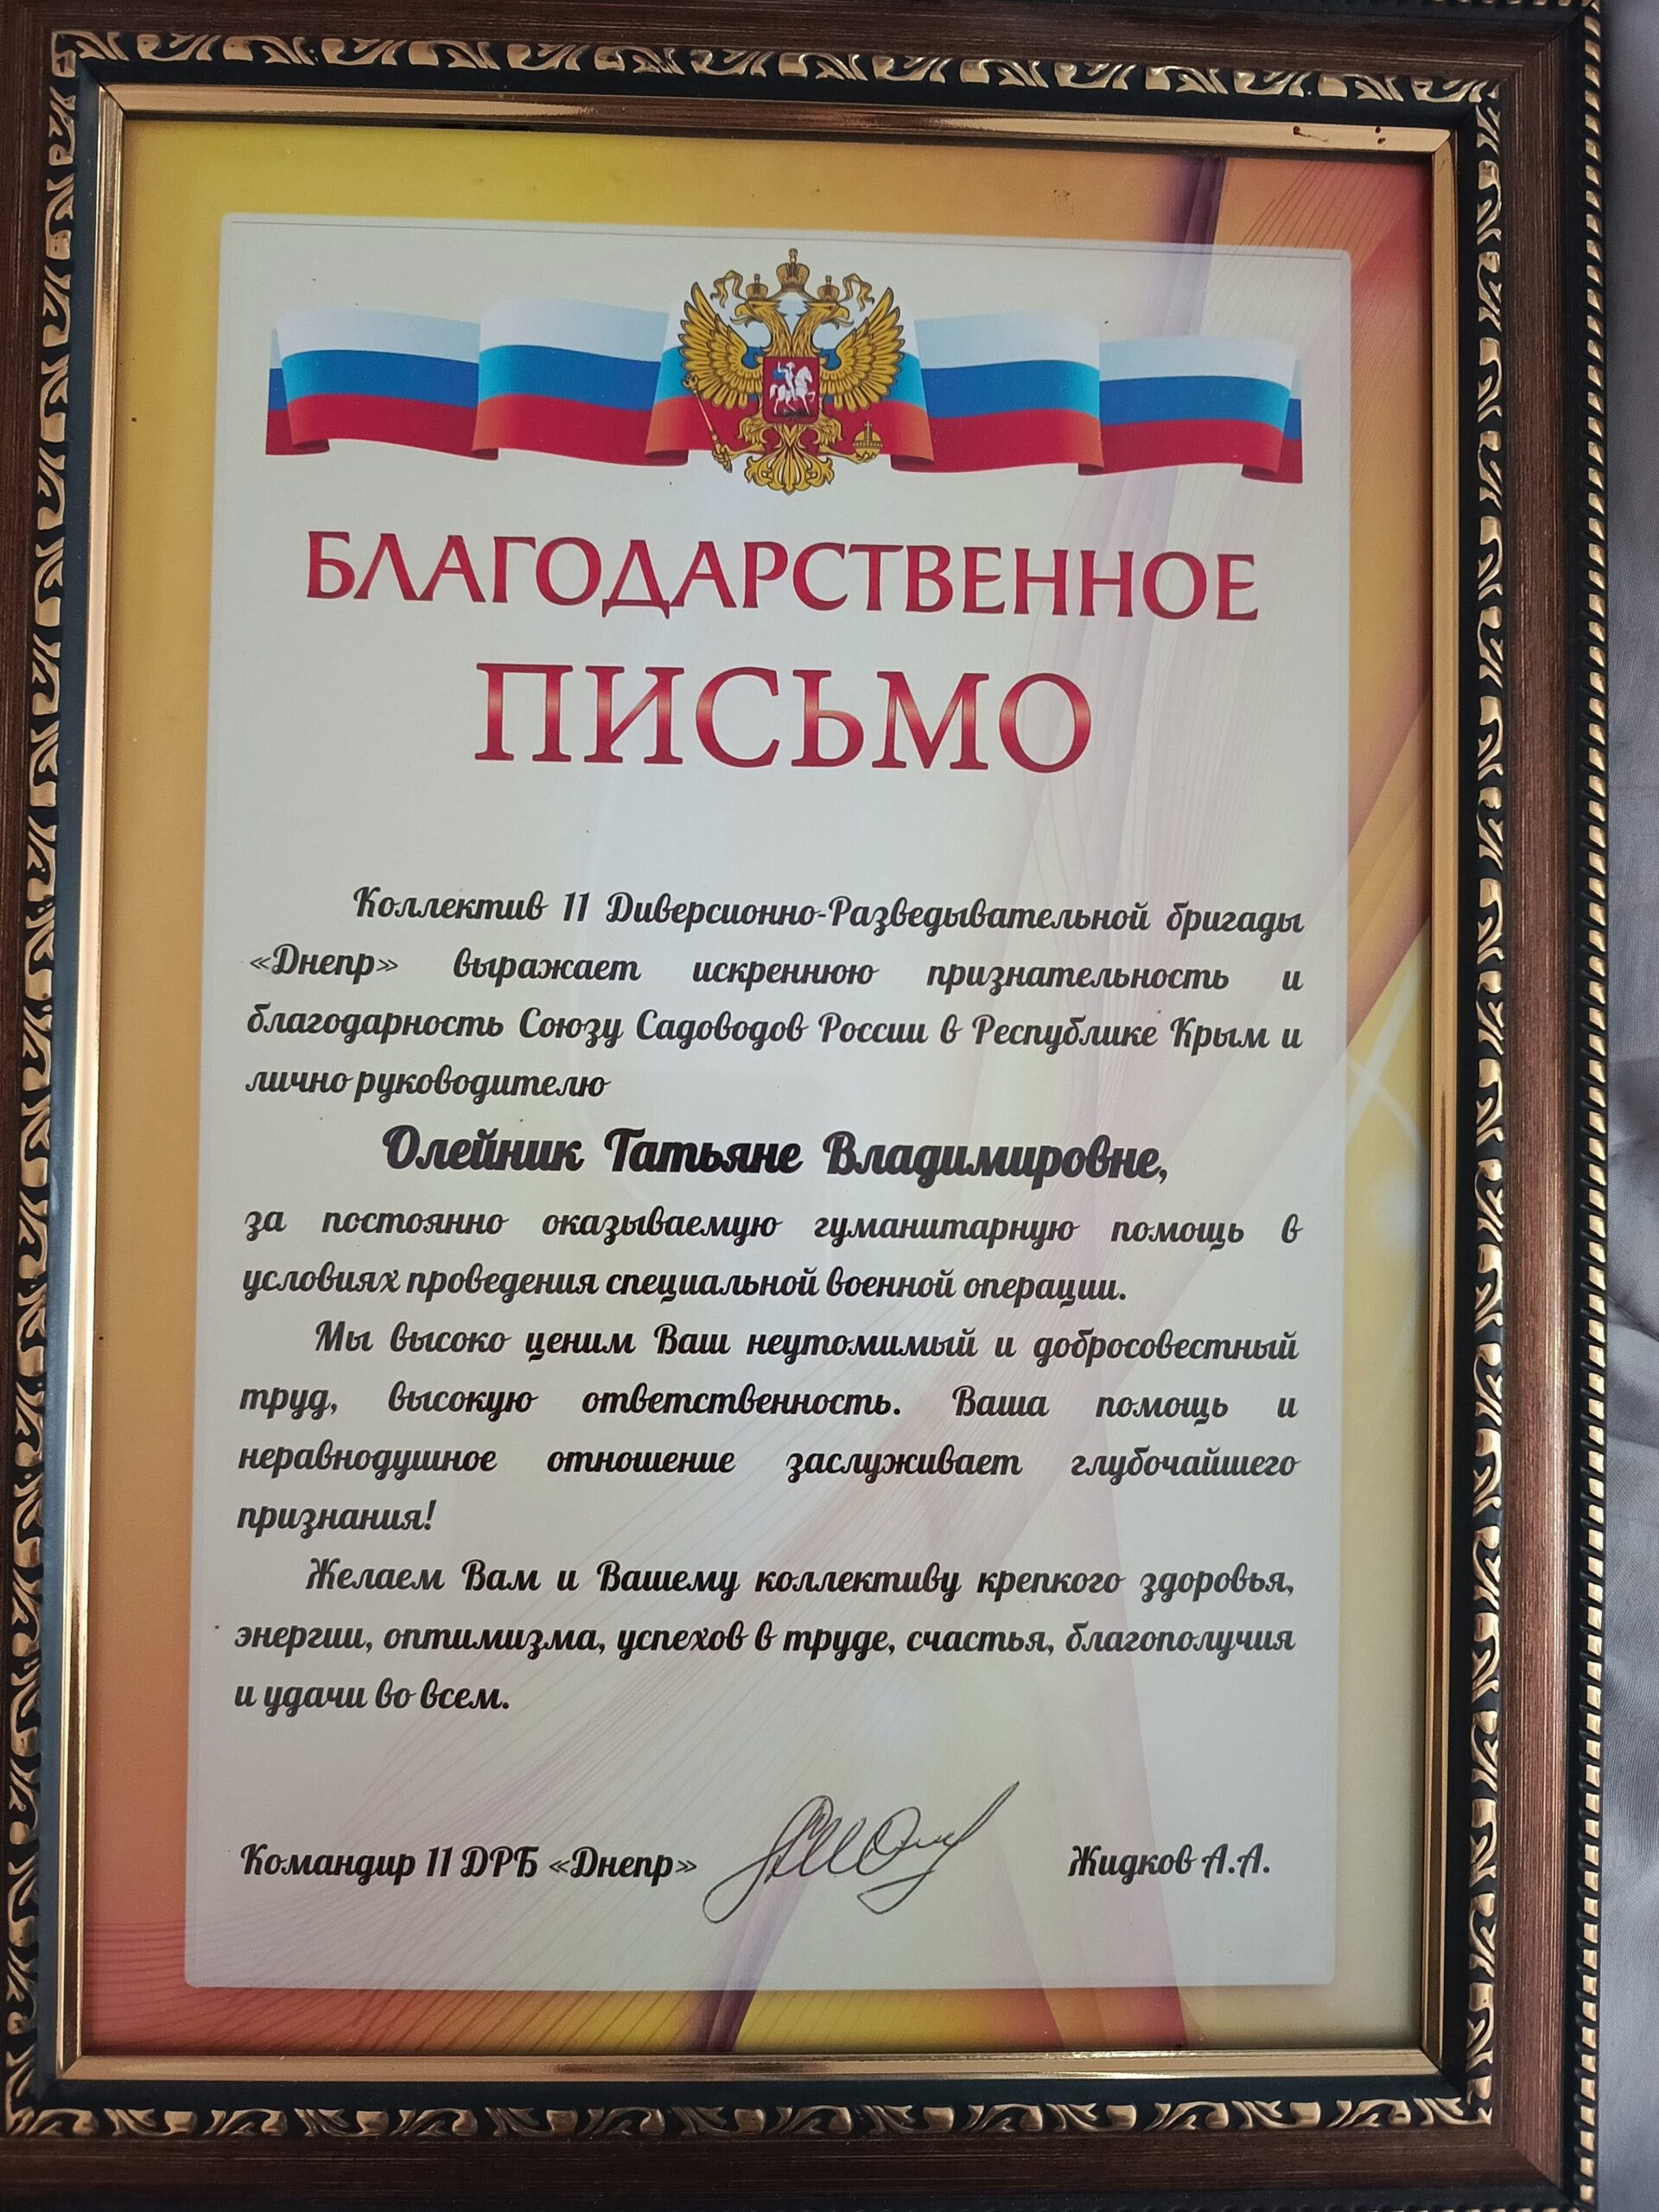 БЛАГОДАРСТВЕННОЕ
ПИСЬМО
Коллектив 11 Диверсионно-Разведывательной бригады
«Днепр» выражает искреннюю признательность и
благодарность Союзу Садоводов России в Республике Крым и
лично руководителю
Олейник Татьяне Владимировне,
за постоянно оказываемую гуманитарную помощь в
условиях проведения специальной военной операции.
Мы высоко ценим Ваш неутомимый и добросовестный
труд, высокую ответственность. Ваша помощь и
неравнодушное отношение заслуживает глубочайшего
признания!
Желаем Вам и Вашему коллективу крепкого здоровья,
энергии, оптимизма, успехов в труде, счастья, благополучия
и удачи во всем.
Командир 11 ДРБ «Днепр» Жидков А.А.